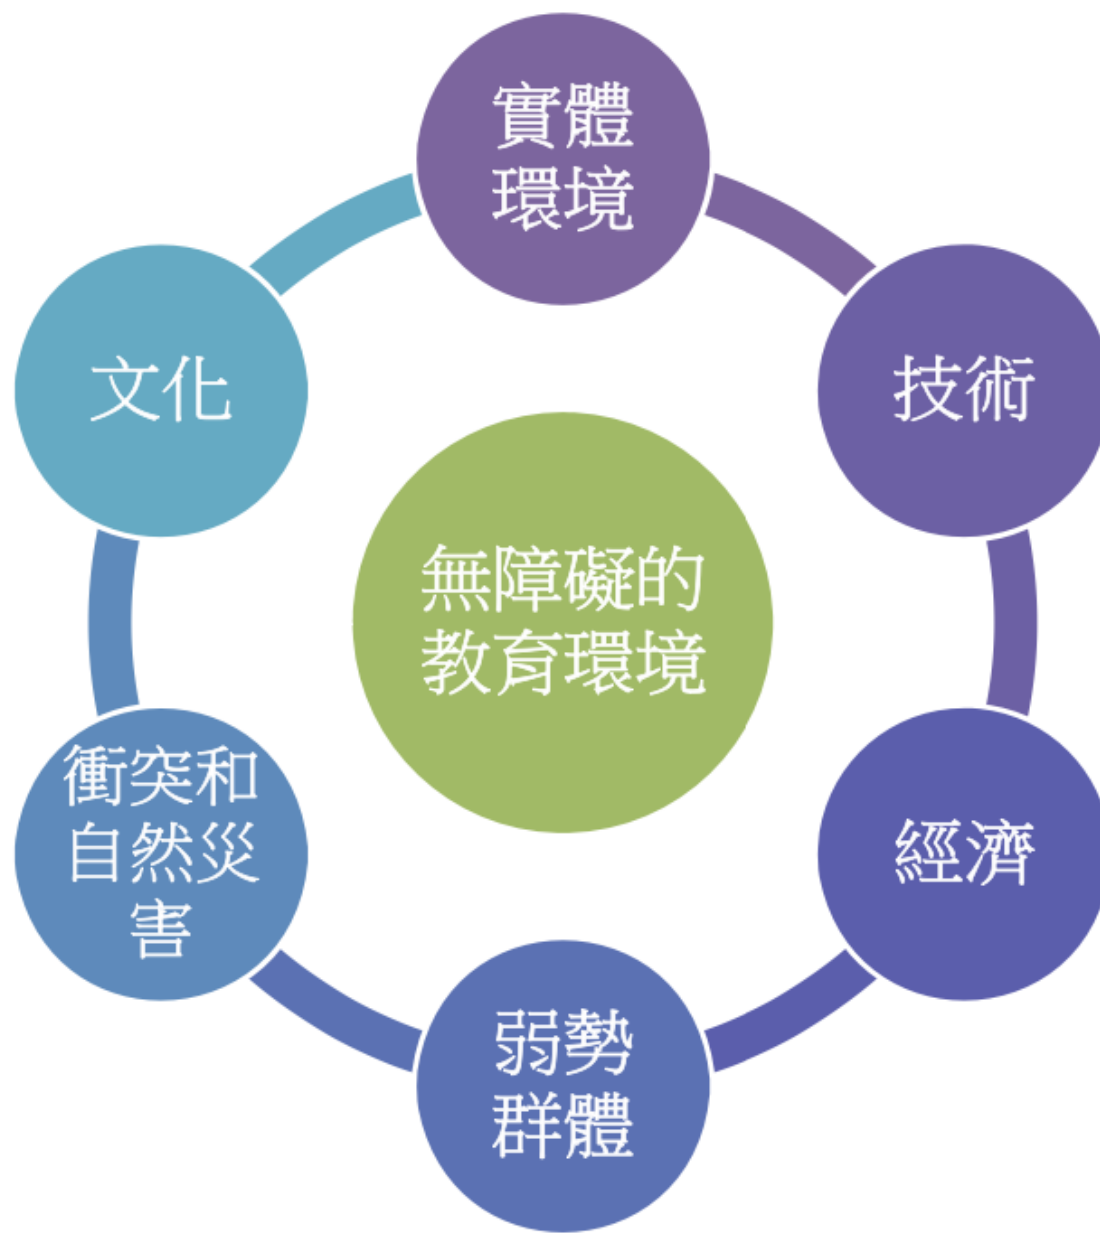 實體
環境
技術
經濟
弱勢
群體
衝突和
自然災
害
文化
無障礙的
教育環境